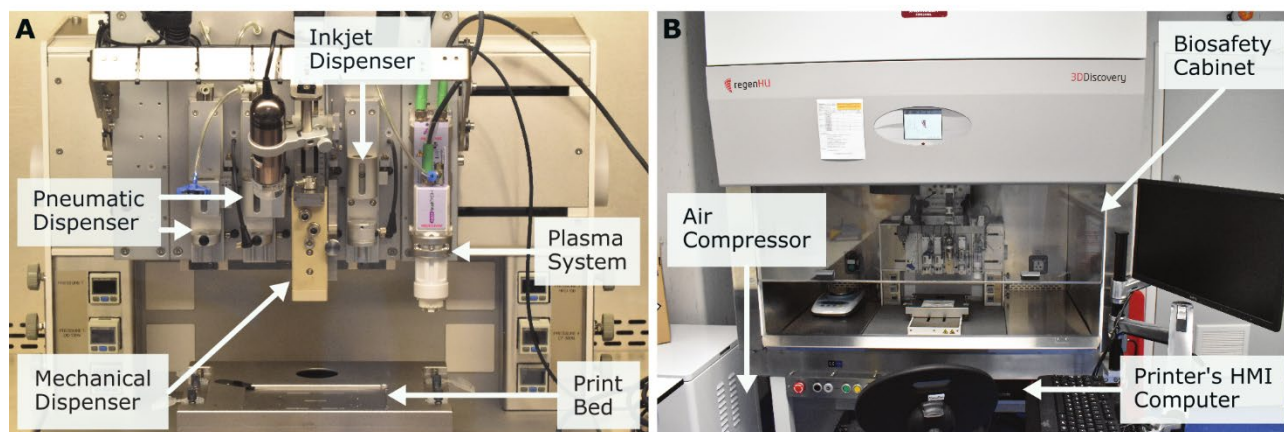 A
Inkjet
Dispenser
Pneumatic
Dispenser
Plasma
System
Mechanical
Dispenser
Print
Bed
B
regenHU
3DDiscovery
Biosafety
Cabinet
Air
Compressor
Printer's HMI
Computer